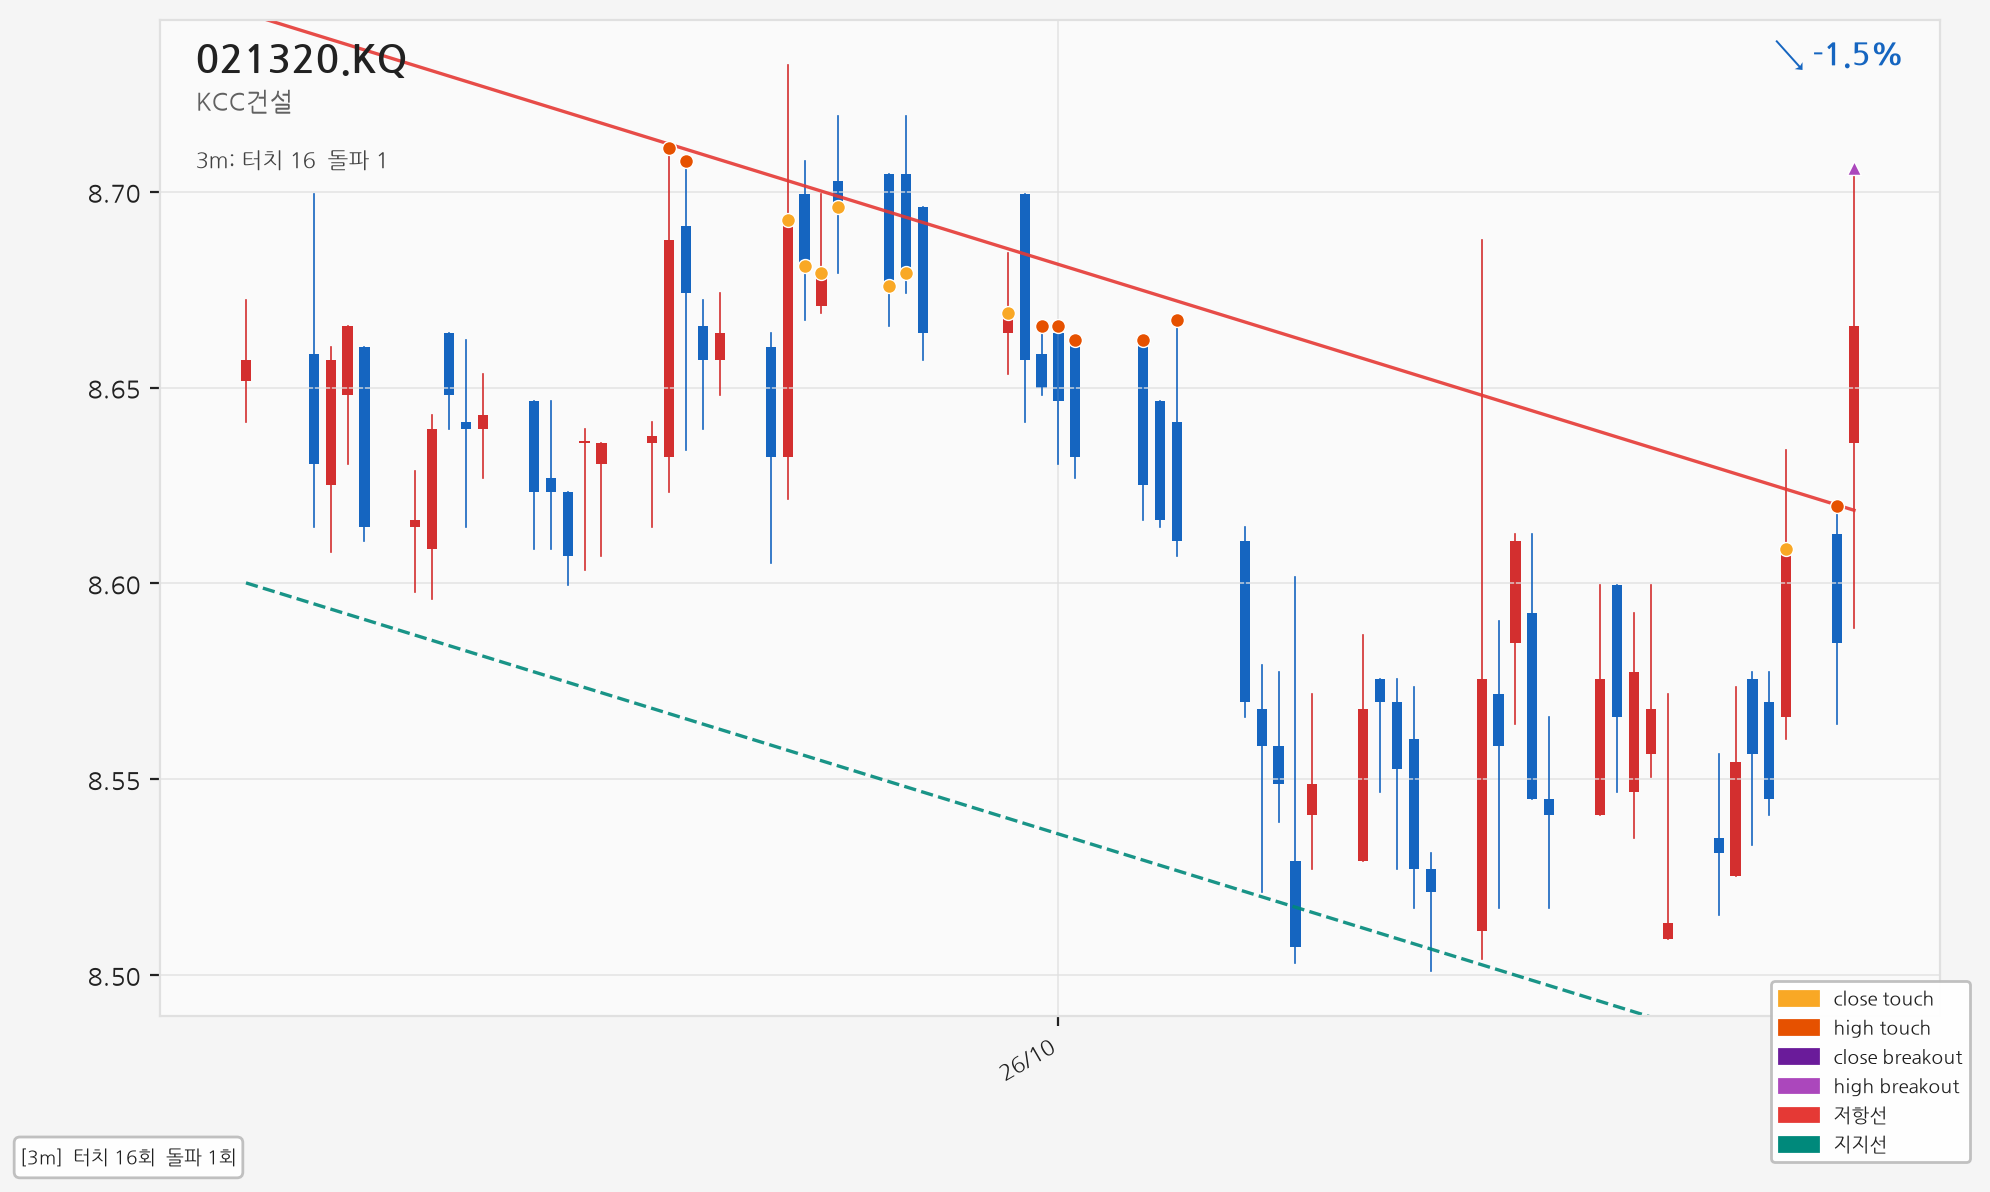 021320.KQ
KCC건설
3m: 터치 16 돌파 1
-1.5%
8.70
8.65
8.60
8.55
8.50
26/10
close touch
high touch
close breakout
high breakout
저항선
지지선
[3m] 터치 16회 돌파 1회